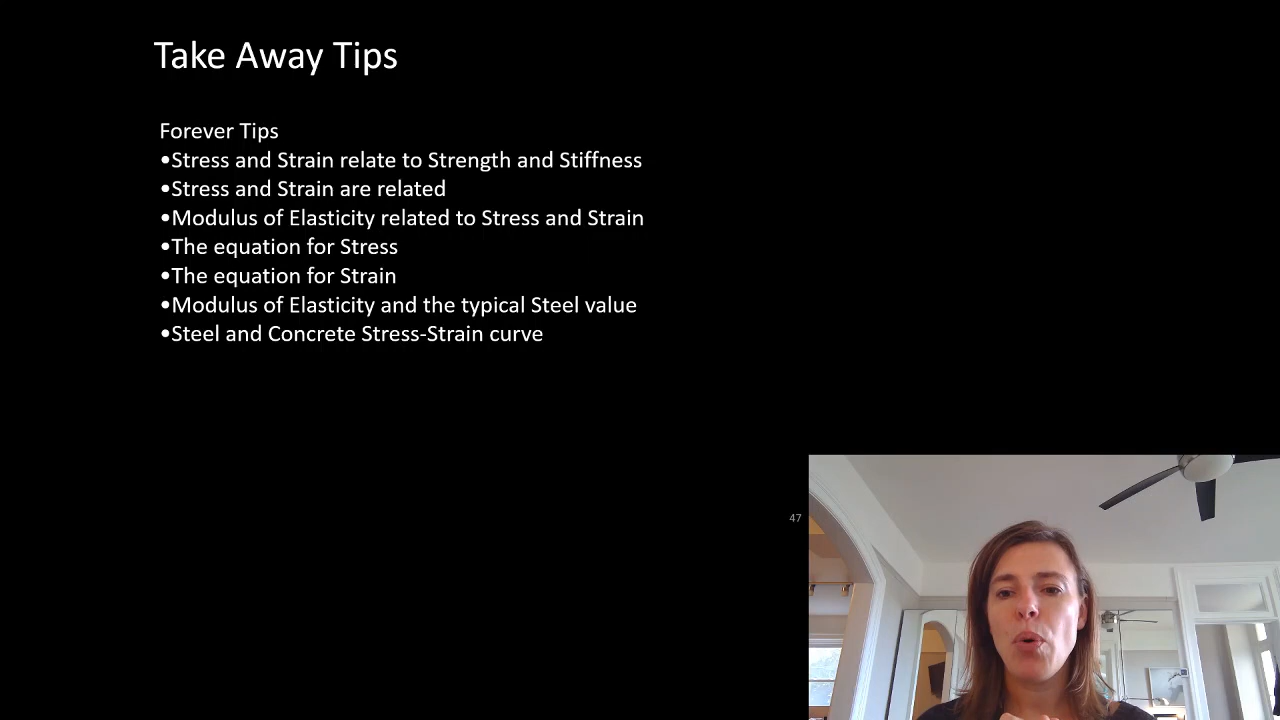 Take Away Tips
Forever Tips
•Stress and Strain relate to Strength and Stiffness
•Stress and Strain are related
•Modulus of Elasticity related to Stress and Strain
•The equation for Stress
•The equation for Strain
•Modulus of Elasticity and the typical Steel value
•Steel and Concrete Stress-Strain curve
47